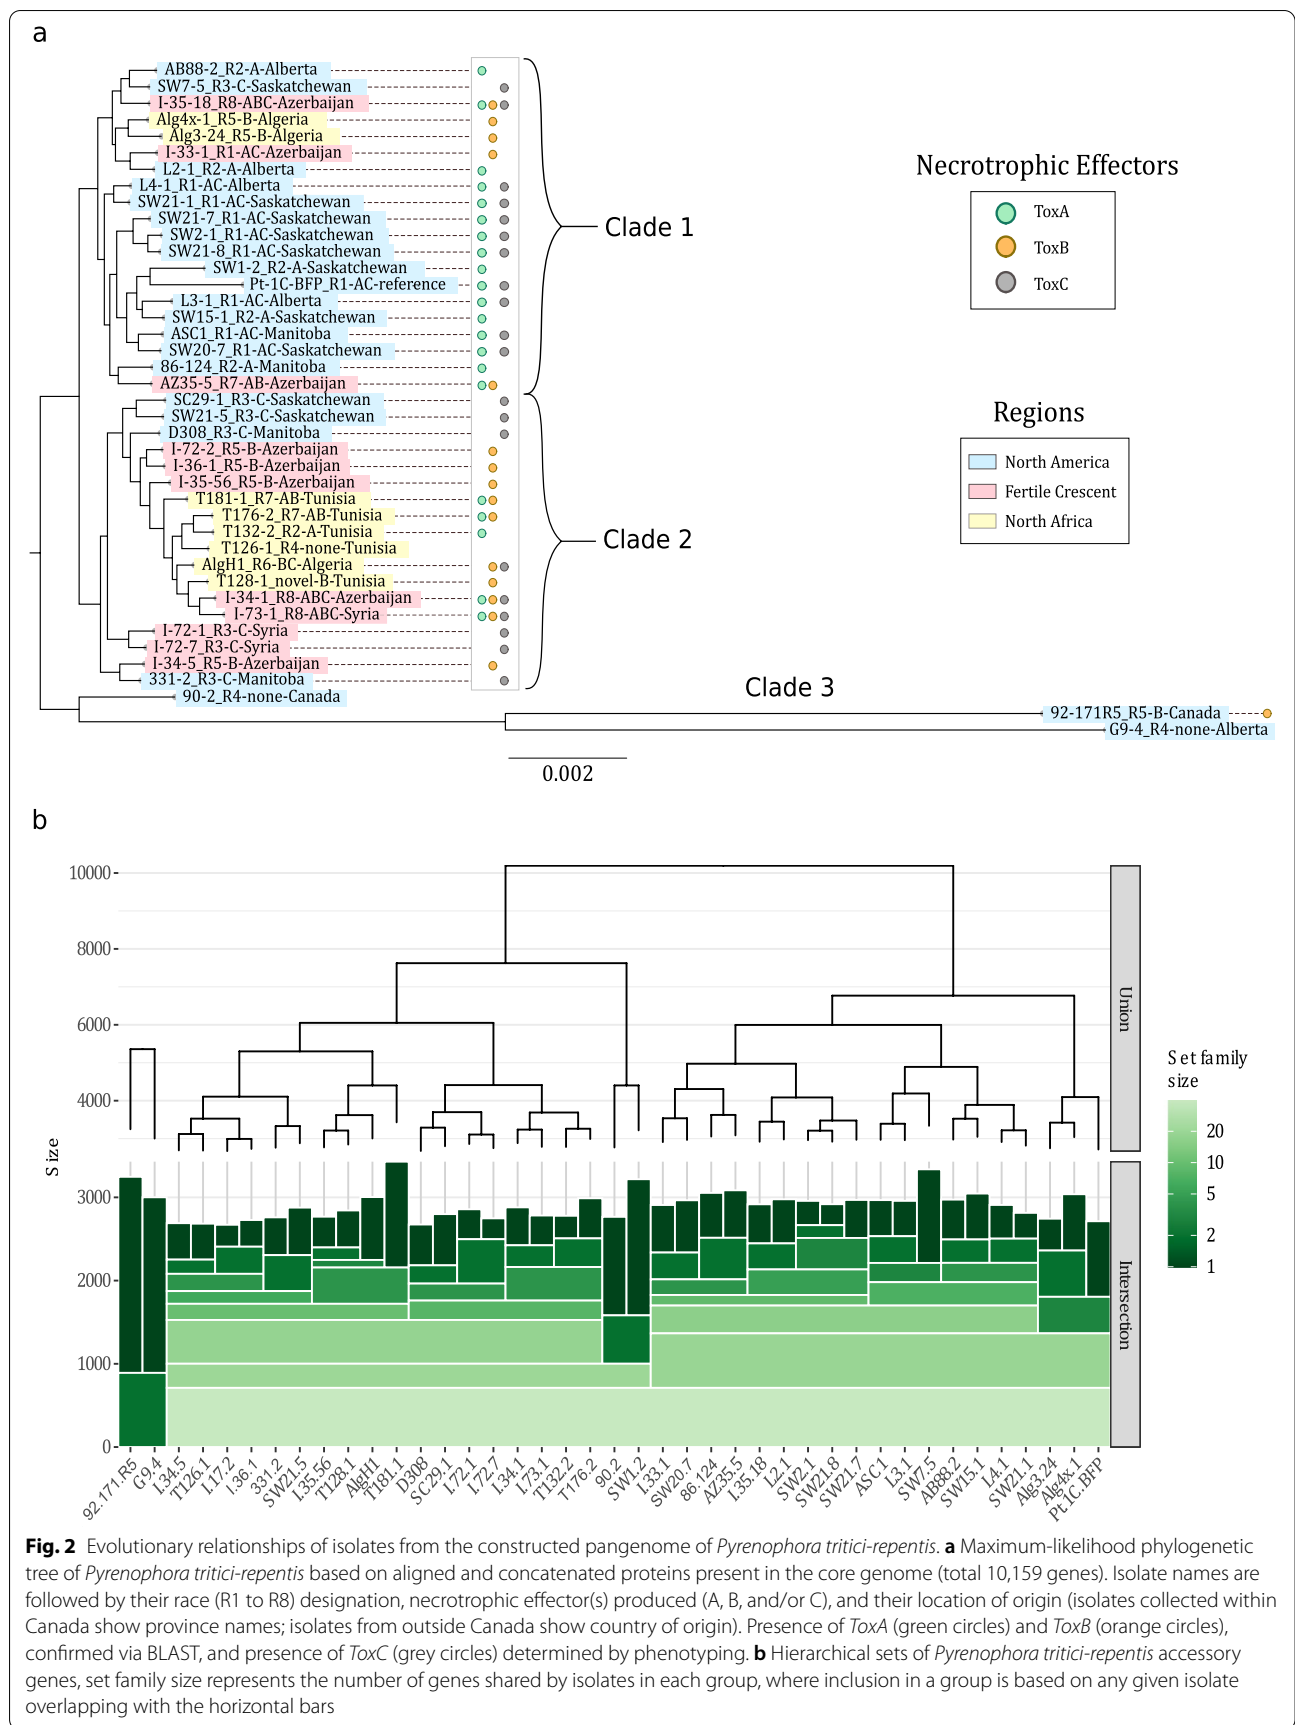 a
AB88-2_R2-A-Alberta
SW7-5_R3-C-Saskatchewan
I-35-18_R8-ABC-Azerbaijan
Alg4x-1_R5-B-Algeria
Alg3-24_R5-B-Algeria
I-33-1_R1-AC-Azerbaijan
L2-1_R2-A-Alberta
L4-1_R1-AC-Alberta
SW21-1_R1-AC-Saskatchewan
SW21-7_R1-AC-Saskatchewan
SW2-1_R1-AC-Saskatchewan
SW21-8_R1-AC-Saskatchewan
SW1-2_R2-A-Saskatchewan
Pt-1C-BFP_R1-AC-reference
L3-1_R1-AC-Alberta
SW15-1_R2-A-Saskatchewan
ASC1_R1-AC-Manitoba
SW20-7_R1-AC-Saskatchewan
86-124_R2-A-Manitoba
AZ35-5_R7-AB-Azerbaijan
SC29-1_R3-C-Saskatchewan
SW21-5_R3-C-Saskatchewan
D308_R3-C-Manitoba
I-72-2_R5-B-Azerbaijan
I-36-1_R5-B-Azerbaijan
I-35-56_R5-B-Azerbaijan
T181-1_R7-AB-Tunisia
T176-2_R7-AB-Tunisia
T132-2_R2-A-Tunisia
T126-1_R4-none-Tunisia
AlgH1_R6-BC-Algeria
T128-1_novel-B-Tunisia
I-34-1_R8-ABC-Azerbaijan
I-73-1_R8-ABC-Syria
I-72-1_R3-C-Syria
I-72-7_R3-C-Syria
I-34-5_R5-B-Azerbaijan
331-2_R3-C-Manitoba
90-2_R4-none-Canada
92-171R5_R5-B-Canada
G9-4_R4-none-Alberta
Clade 1
Clade 2
Clade 3
0.002
Necrotrophic Effectors
ToxA
ToxB
ToxC
Regions
North America
Fertile Crescent
North Africa
b
10000
8000
6000
4000
3000
2000
1000
0
Size
Union
Intersection
Set family
size
20
10
5
2
1
92.171.R5
G9.4
I.34.5
T126.1
I.17.2
I.36.1
331.2
SW21.5
I.35.56
T128.1
AlgH1
T181.1
D308
SC29.1
I.72.1
I.72.7
I.34.1
I.73.1
T132.2
T176.2
90.2
SW1.2
I.33.1
SW20.7
86.124
AZ35.5
I.35.18
L2.1
SW2.1
SW21.8
SW21.7
ASC1
L3.1
SW7.5
AB88.2
SW15.1
L4.1
SW21.1
Alg3.24
Alg4x.1
Pt.1C.BFP
Fig. 2 Evolutionary relationships of isolates from the constructed pangenome of Pyrenophora tritici-repentis. a Maximum-likelihood phylogenetic
tree of Pyrenophora tritici-repentis based on aligned and concatenated proteins present in the core genome (total 10,159 genes). Isolate names are
followed by their race (R1 to R8) designation, necrotrophic effector(s) produced (A, B, and/or C), and their location of origin (isolates collected within
Canada show province names; isolates from outside Canada show country of origin). Presence of ToxA (green circles) and ToxB (orange circles),
confirmed via BLAST, and presence of ToxC (grey circles) determined by phenotyping. b Hierarchical sets of Pyrenophora tritici-repentis accessory
genes, set family size represents the number of genes shared by isolates in each group, where inclusion in a group is based on any given isolate
overlapping with the horizontal bars